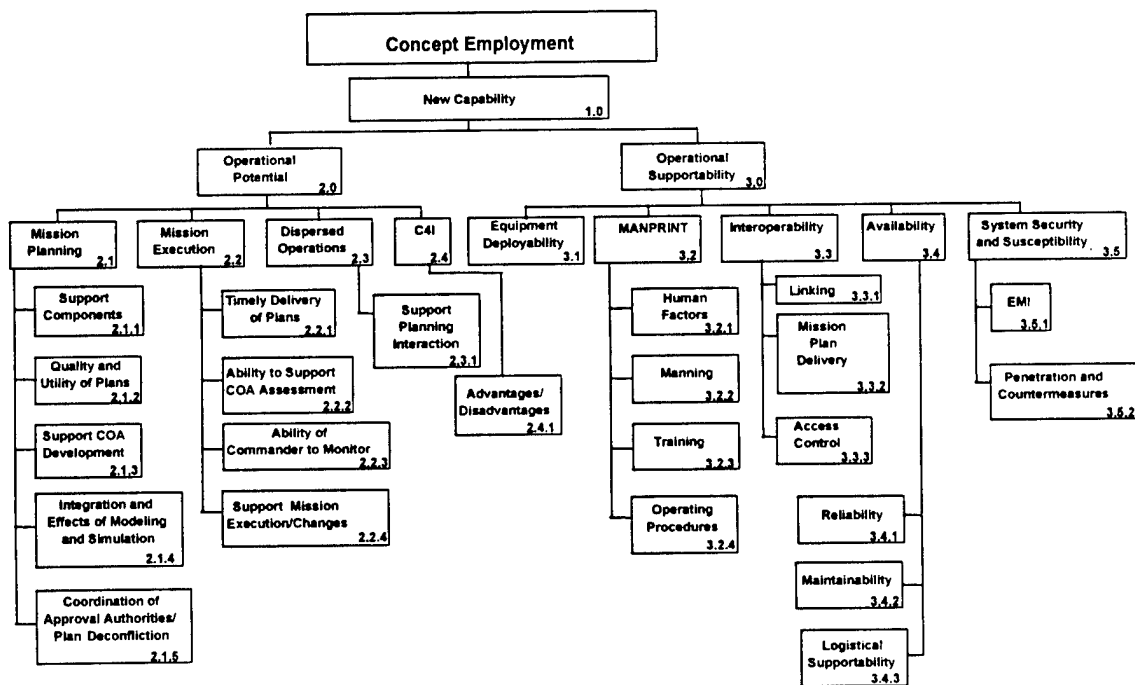 Concept Employment
New Capability
1.0
Operational
Potential
2.0
Operational
Supportability
3.0
Mission
Planning
2.1
Mission
Execution
2.2
Dispersed
Operations
2.3
C4I
2.4
Equipment
Deployability
3.1
MANPRINT
3.2
Interoperability
3.3
Availability
3.4
System Security
and Susceptibility
3.5
Support
Components
2.1.1
Quality and
Utility of Plans
2.1.2
Support COA
Development
2.1.3
Integration and
Effects of Modeling
and Simulation
2.1.4
Coordination of
Approval Authorities/
Plan Deconfliction
2.1.5
Timely Delivery
of Plans
2.2.1
Ability to Support
COA Assessment
2.2.2
Ability of
Commander to Monitor
2.2.3
Support Mission
Execution/Changes
2.2.4
Support
Planning
Interaction
2.3.1
Advantages/
Disadvantages
2.4.1
Human
Factors
3.2.1
Manning
3.2.2
Training
3.2.3
Operating
Procedures
3.2.4
Linking
3.3.1
Mission
Plan
Delivery
3.3.2
Access
Control
3.3.3
Reliability
3.4.1
Maintainability
3.4.2
Logistical
Supportability
3.4.3
EMI
3.5.1
Penetration and
Countermeasures
3.5.2